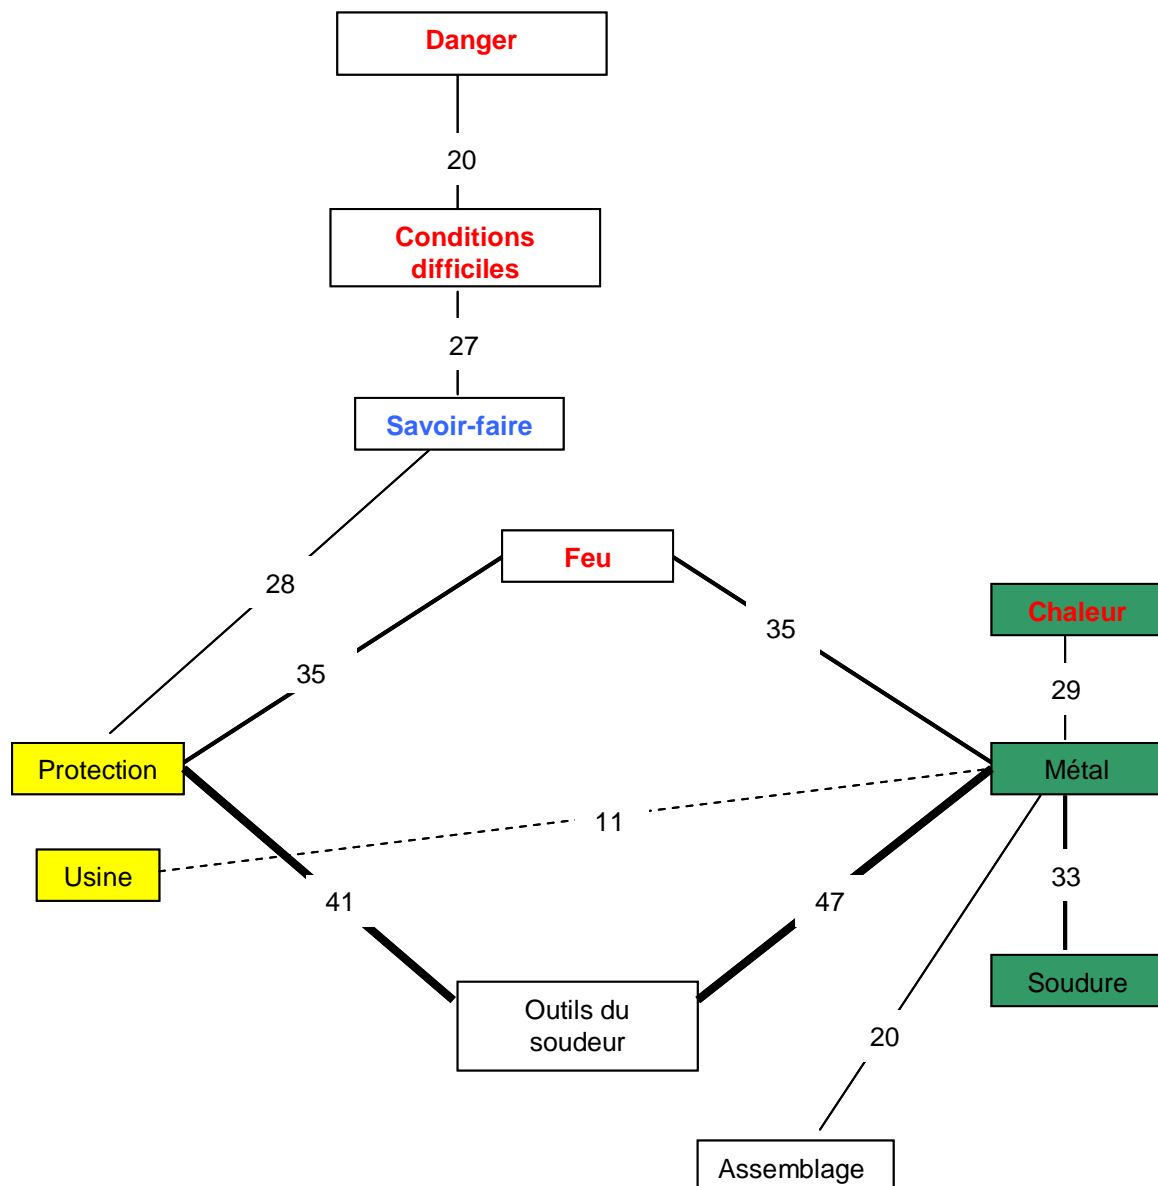 Danger
20
Conditions
difficiles
27
Savoir-faire
Feu
28
Chaleur
35
35
29
Protection
Métal
11
Usine
33
41
47
Soudure
Outils du
soudeur
20
Assemblage